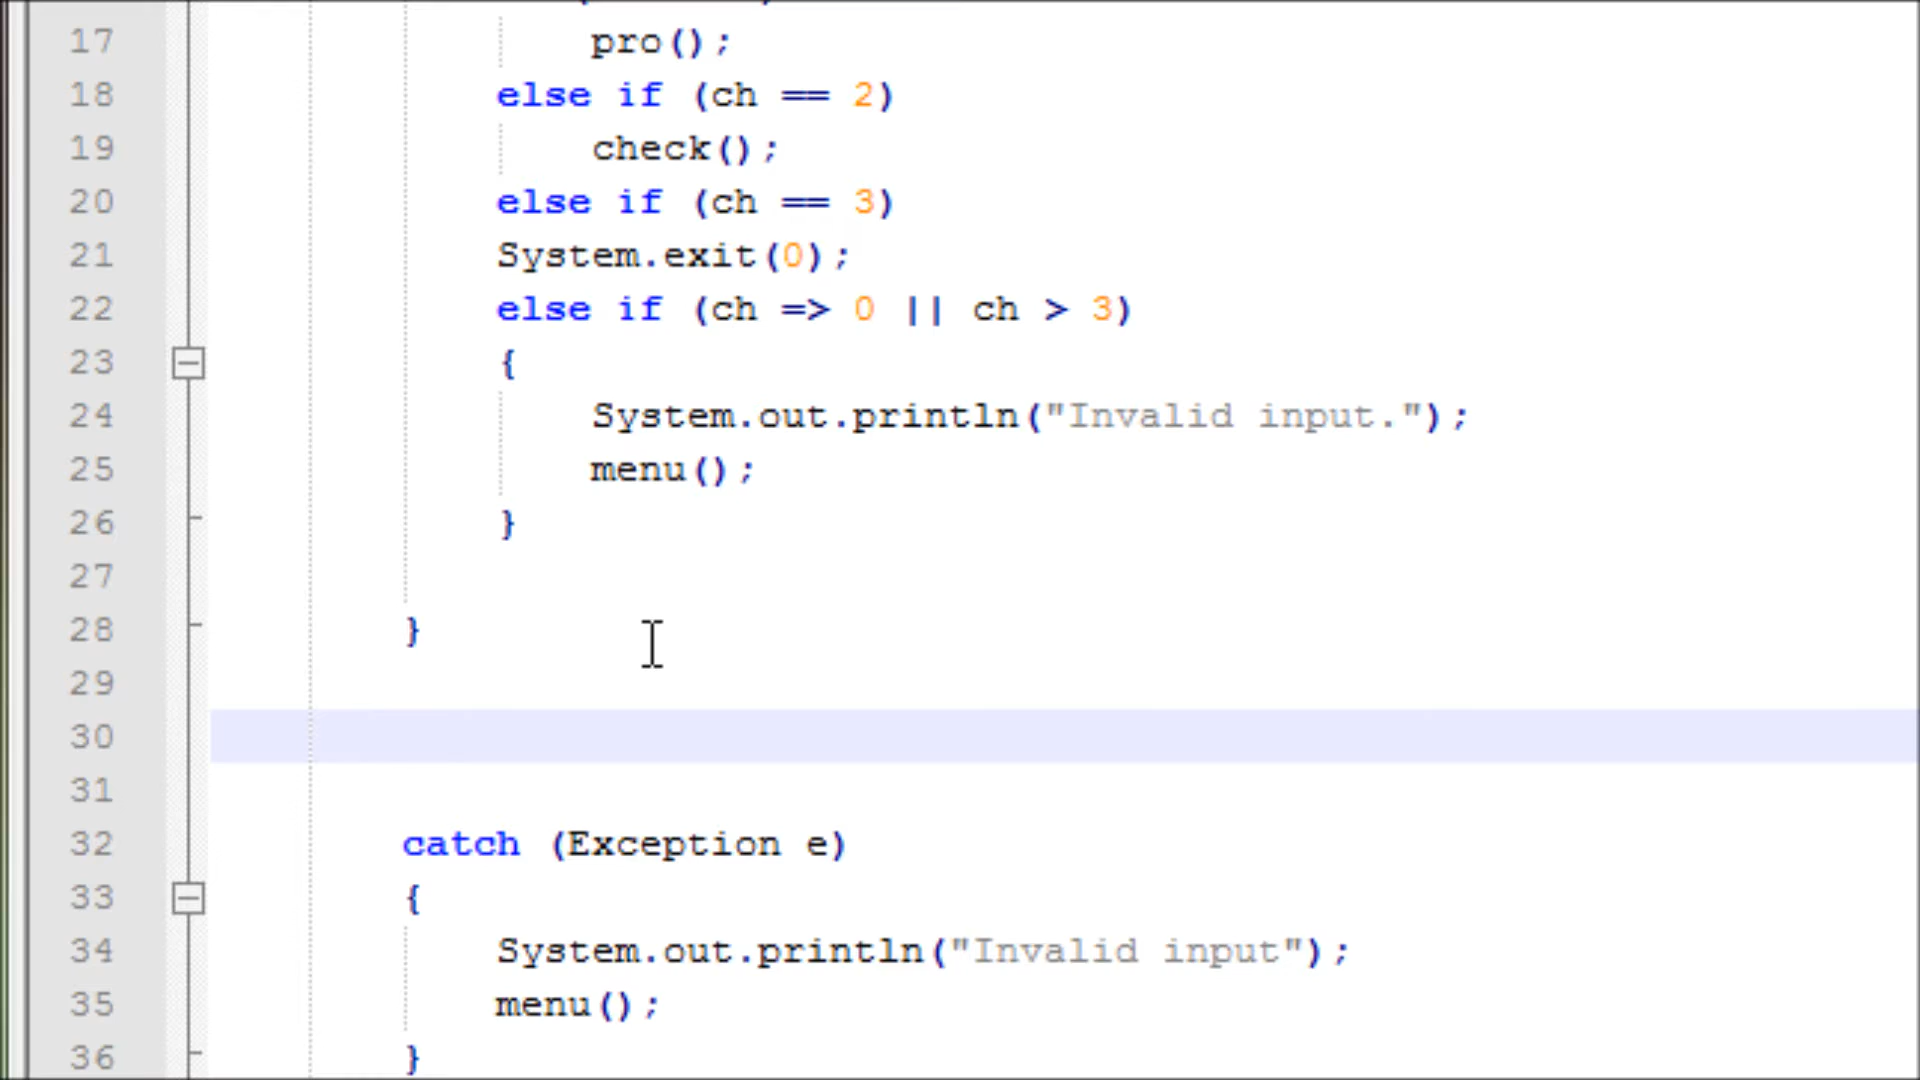 17 pro();
18 else if (ch == 2)
19 check();
20 else if (ch == 3)
21 System.exit(0);
22 else if (ch => 0 || ch > 3)
23 {
24 System.out.println("Invalid input.");
25 menu();
26 }
27
28 }
29
30
31
32 catch (Exception e)
33 {
34 System.out.println("Invalid input");
35 menu();
36 }